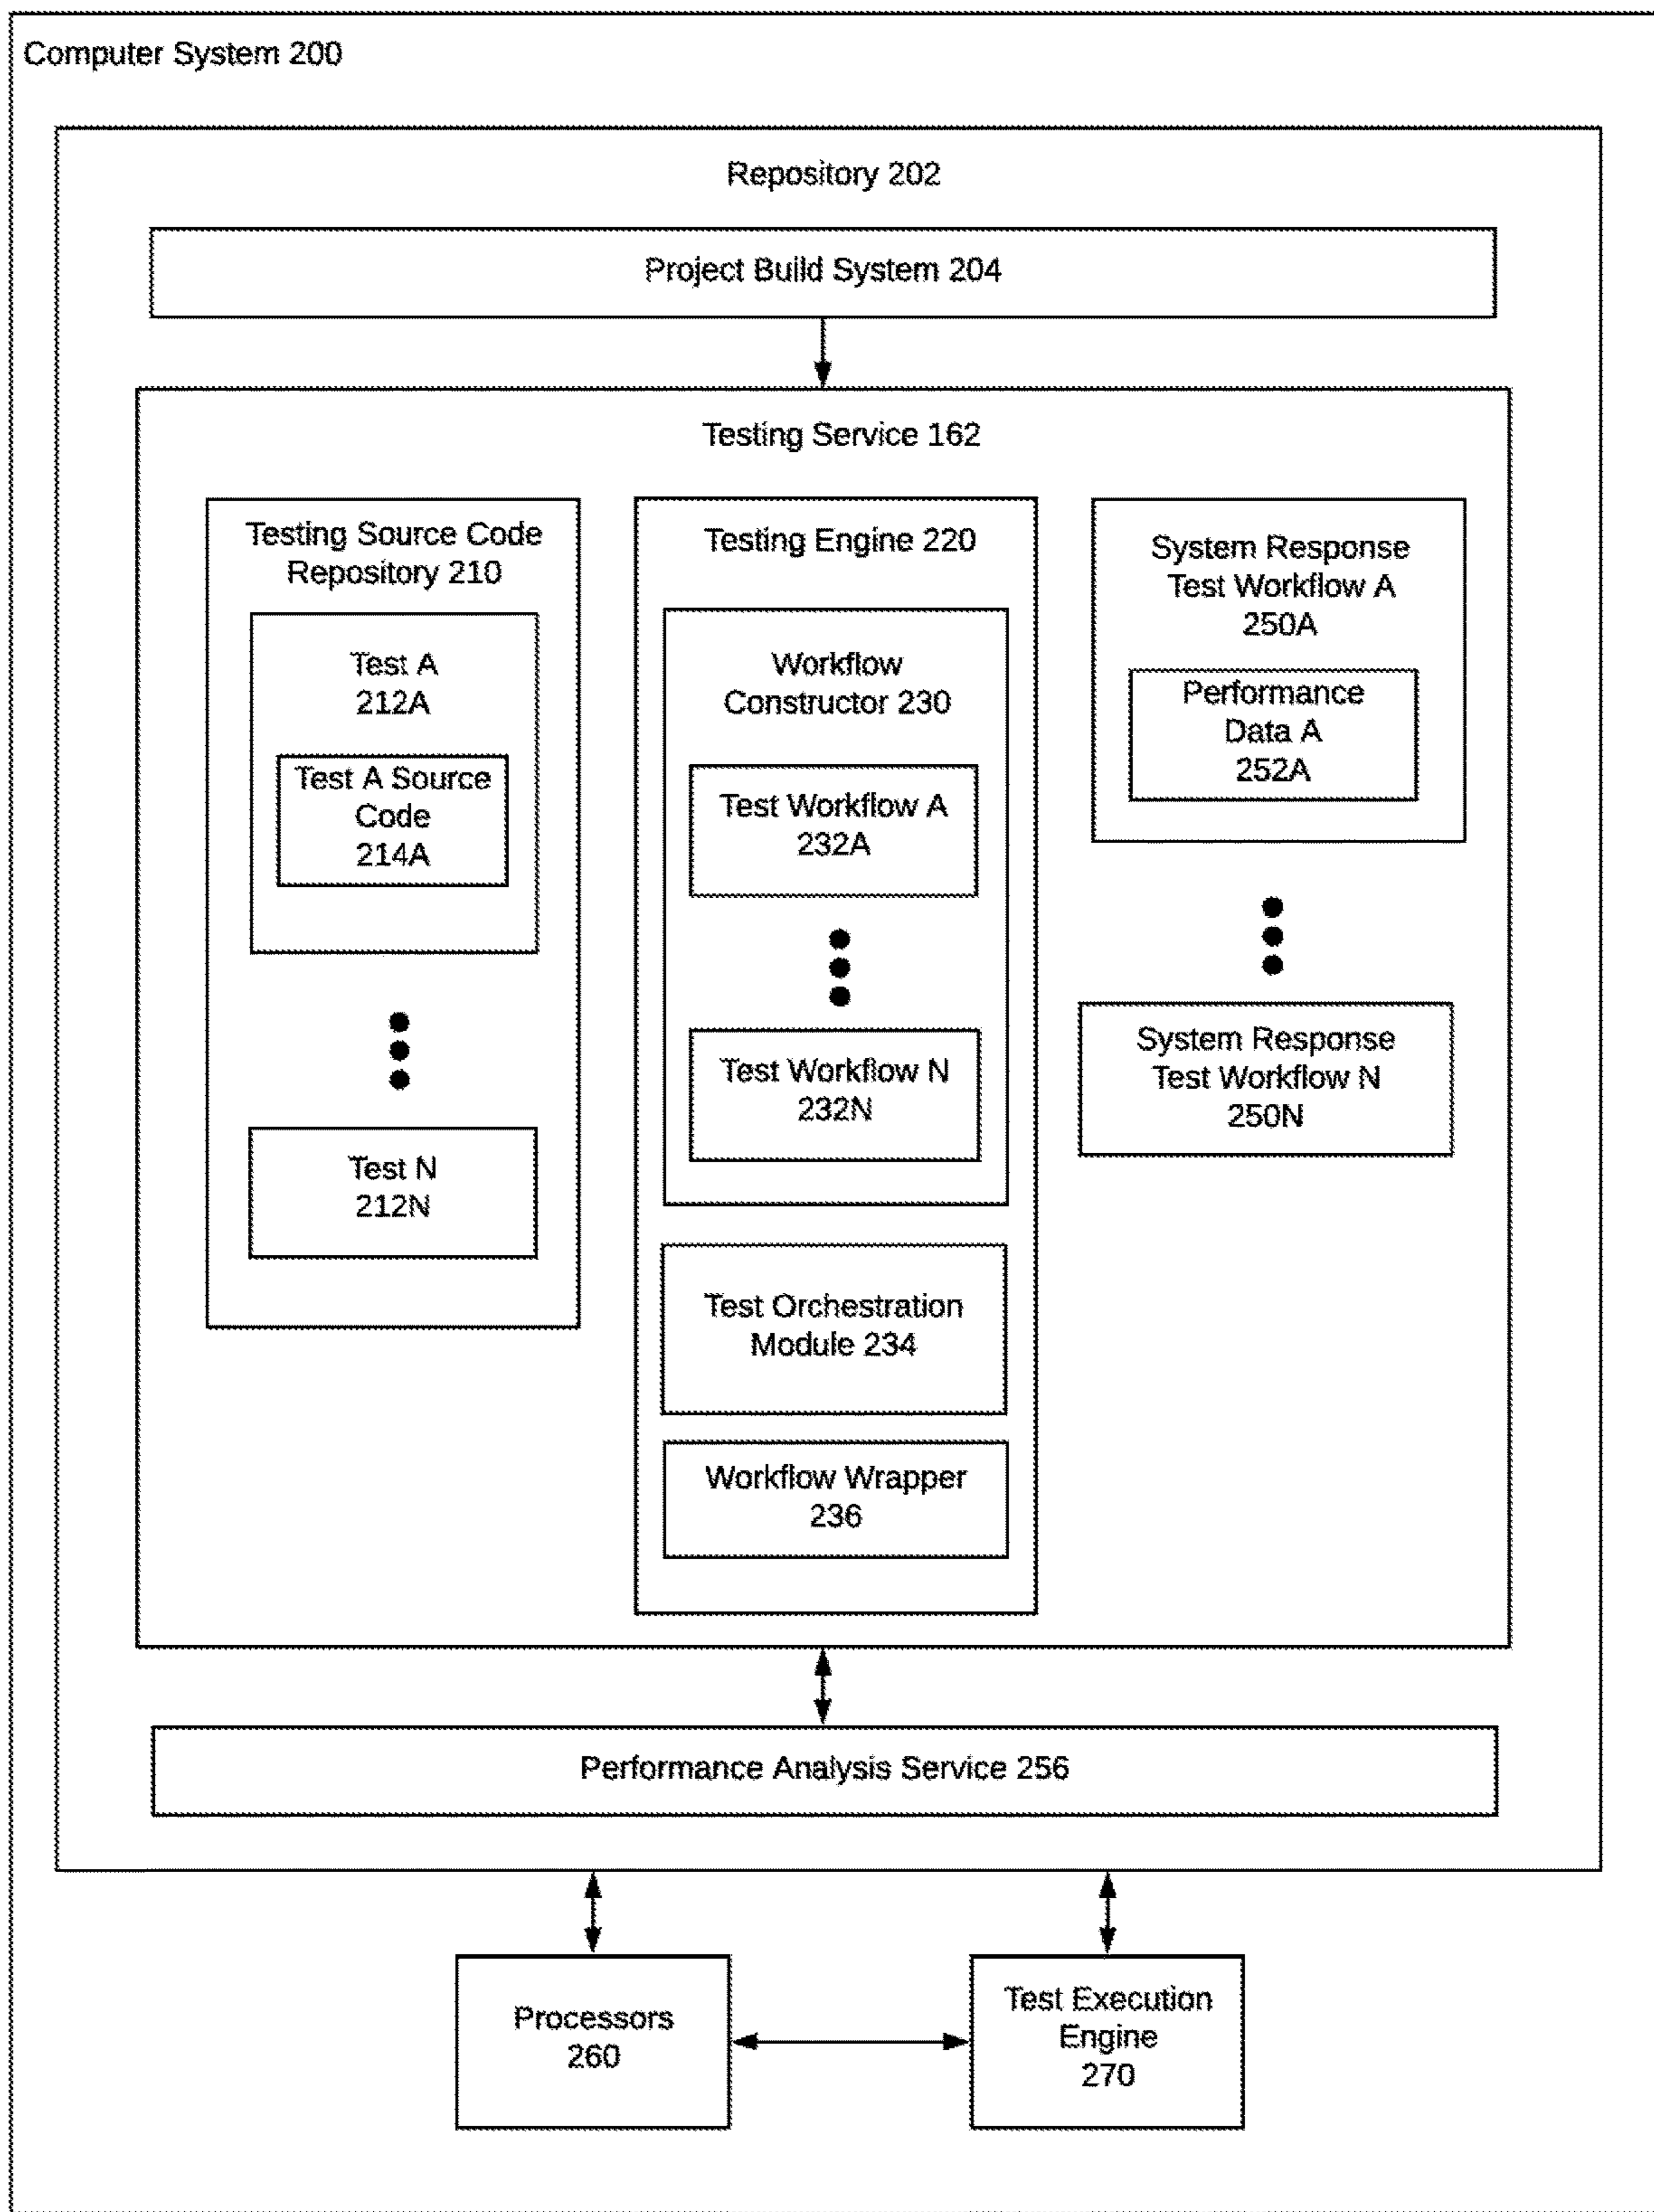 Computer System 200
Repository 202
Project Build System 204
Testing Service 162
Testing Source Code
Repository 210
Test A
212A
Test A Source
Code
214A
Test N
212N
Testing Engine 220
Workflow
Constructor 230
Test Workflow A
232A
Test Workflow N
232N
Test Orchestration
Module 234
Workflow Wrapper
236
System Response
Test Workflow A
250A
Performance
Data A
252A
System Response
Test Workflow N
250N
Performance Analysis Service 256
Processors
260
Test Execution
Engine
270